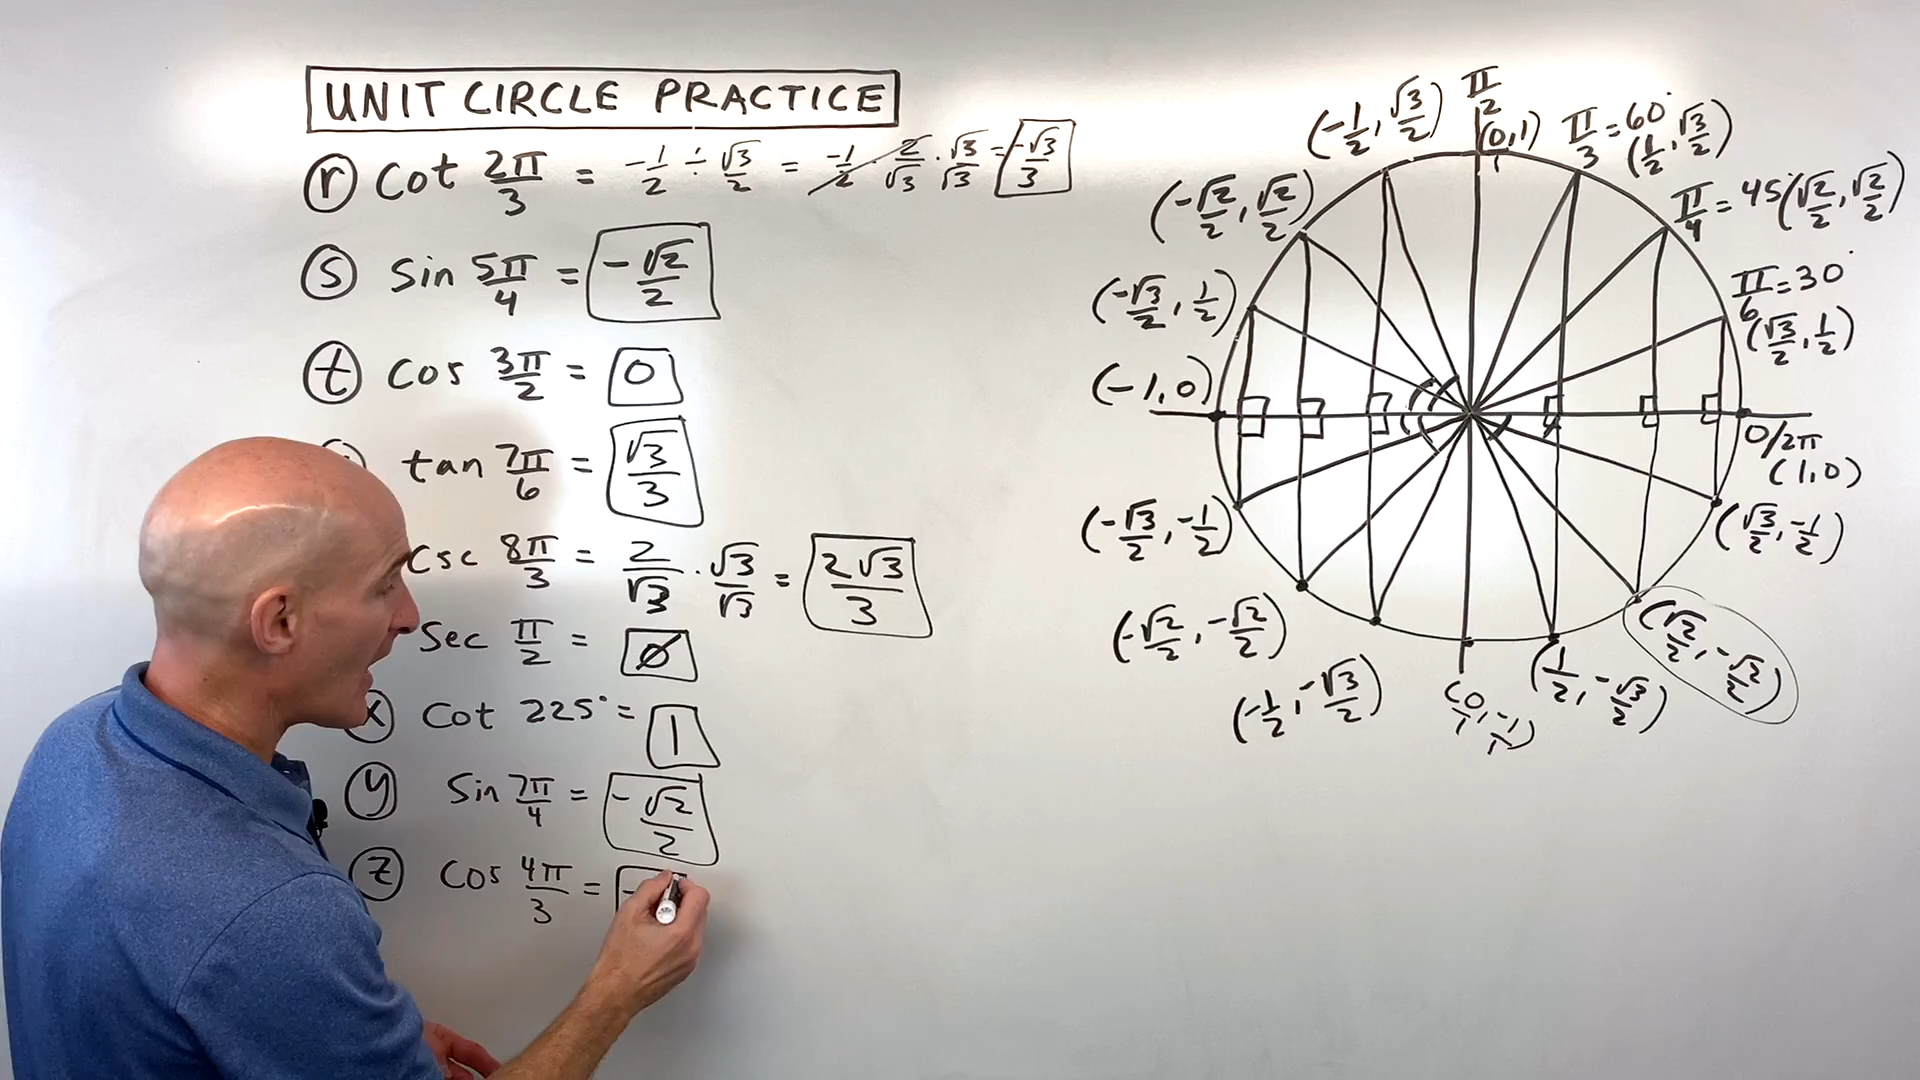 UNIT CIRCLE PRACTICE
(r) Cot 2π/3 = -1/2 ÷ √3/2 = -1/2 · 2/√3 · √3/√3 = -√3/3
(s) Sin 5π/4 = -√2/2
(t) Cos 3π/2 = 0
tan 7π/6 = √3/3
Csc 8π/3 = 2/√3 · √3/√3 = 2√3/3
Sec π/2 = ∅
(x) Cot 225° = 1
(y) Sin 7π/4 = -√2/2
(z) Cos 4π/3 = -
π/2
(0,1)
(-1/2, √3/2)
π/3 = 60°
(1/2, √3/2)
(-√2/2, √2/2)
π/4 = 45° (√2/2, √2/2)
(-√3/2, 1/2)
π/6 = 30°
(√3/2, 1/2)
(-1,0)
0/2π
(1,0)
(-√3/2, -1/2)
(√3/2, -1/2)
(-√2/2, -√2/2)
(√2/2, -√2/2)
(-1/2, -√3/2)
(0/1, -1/1)
(1/2, -√3/2)